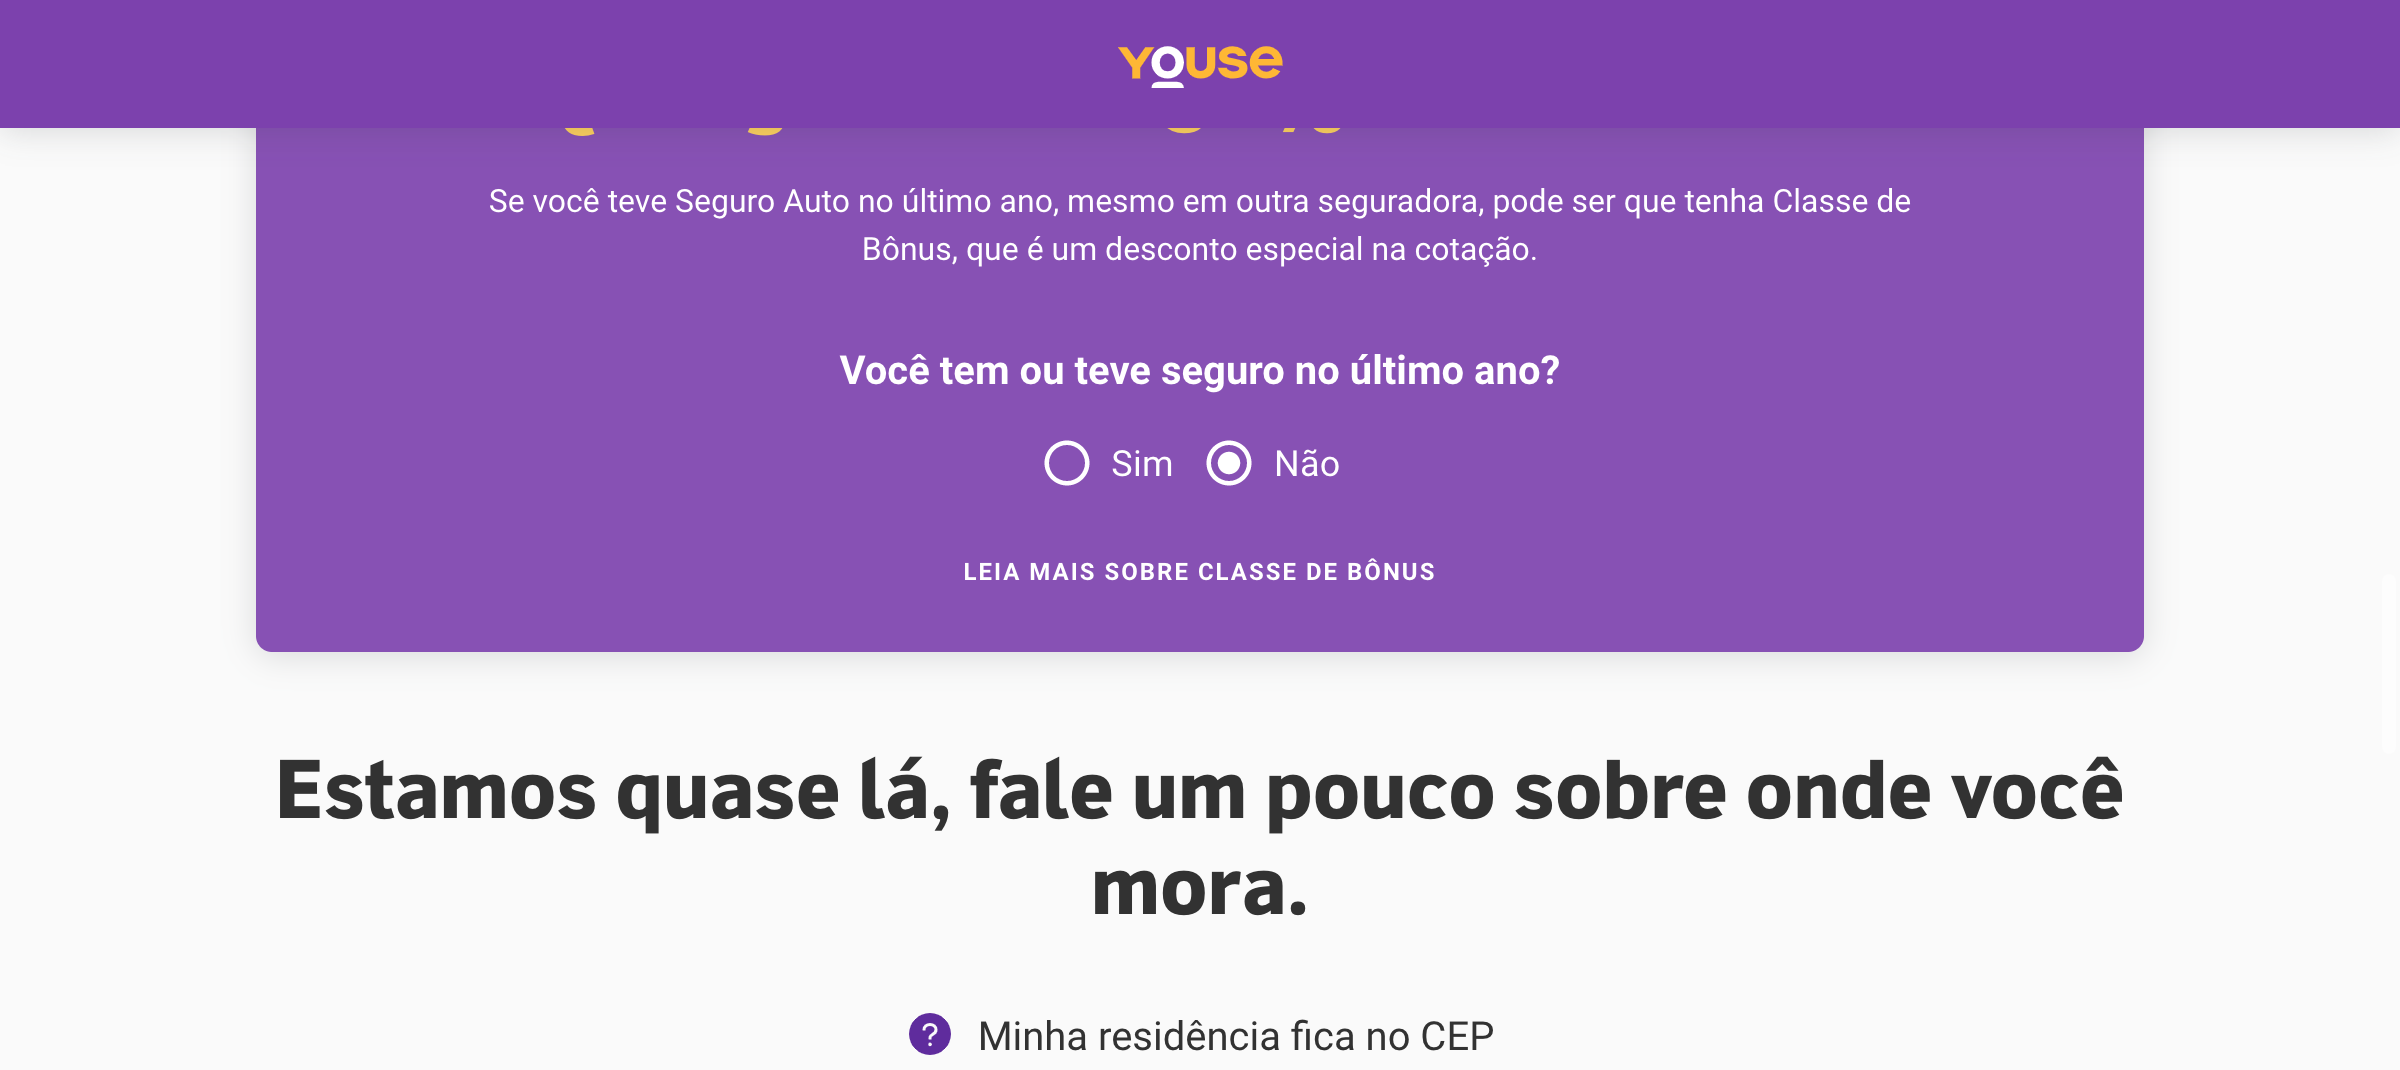 YOUSE
Se você teve Seguro Auto no último ano, mesmo em outra seguradora, pode ser que tenha Classe de
Bônus, que é um desconto especial na cotação.
Você tem ou teve seguro no último ano?
Sim Não
LEIA MAIS SOBRE CLASSE DE BÔNUS
Estamos quase lá, fale um pouco sobre onde você
mora.
? Minha residência fica no CEP